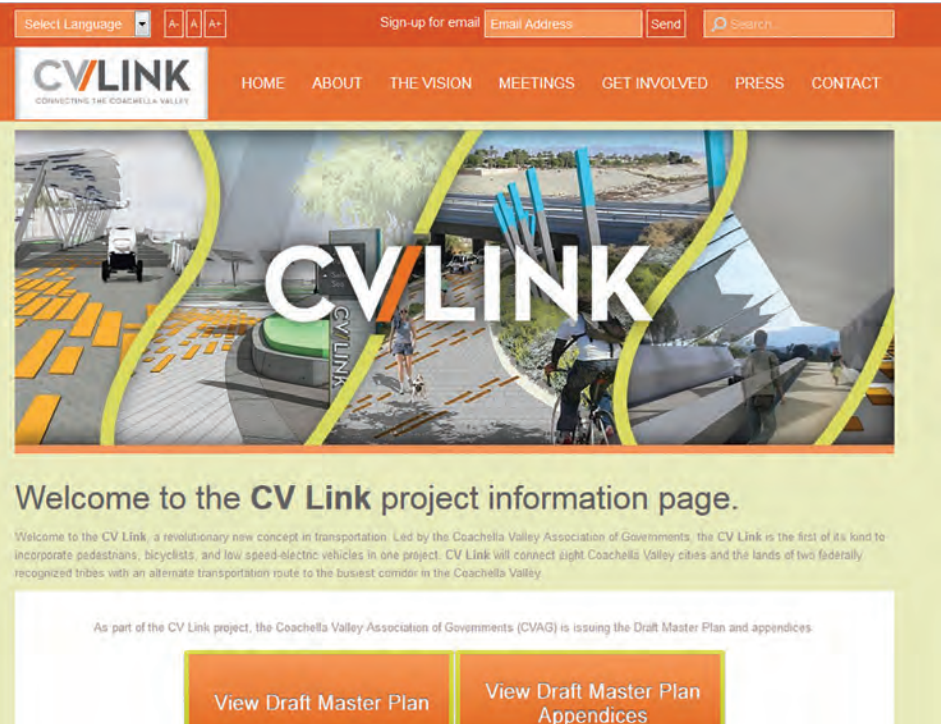 Select Language
A- A A+
Sign-up for email Email Address Send Search...
CV/LINK
CONNECTING THE COACHELLA VALLEY
HOME ABOUT THE VISION MEETINGS GET INVOLVED PRESS CONTACT
CV/LINK
CV LINK
Welcome to the CV Link project information page.
Welcome to the CV Link, a revolutionary new concept in transportation. Led by the Coachella Valley Association of Governments, the CV Link is the first of its kind to
incorporate pedestrians, bicyclists, and low speed-electric vehicles in one project. CV Link will connect eight Coachella Valley cities and the lands of two federally
recognized tribes with an alternate transportation route to the busiest corridor in the Coachella Valley
As part of the CV Link project, the Coachella Valley Association of Governments (CVAG) is issuing the Draft Master Plan and appendices
View Draft Master Plan
View Draft Master Plan
Appendices